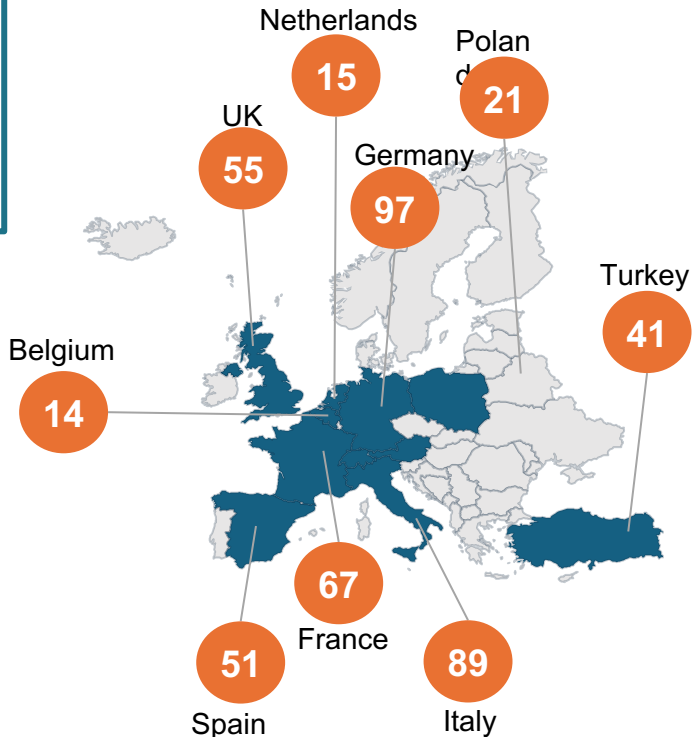 Netherlands
15
Polan
d
21
UK
55
Germany
97
Turkey
41
Belgium
14
67
France
51
Spain
89
Italy